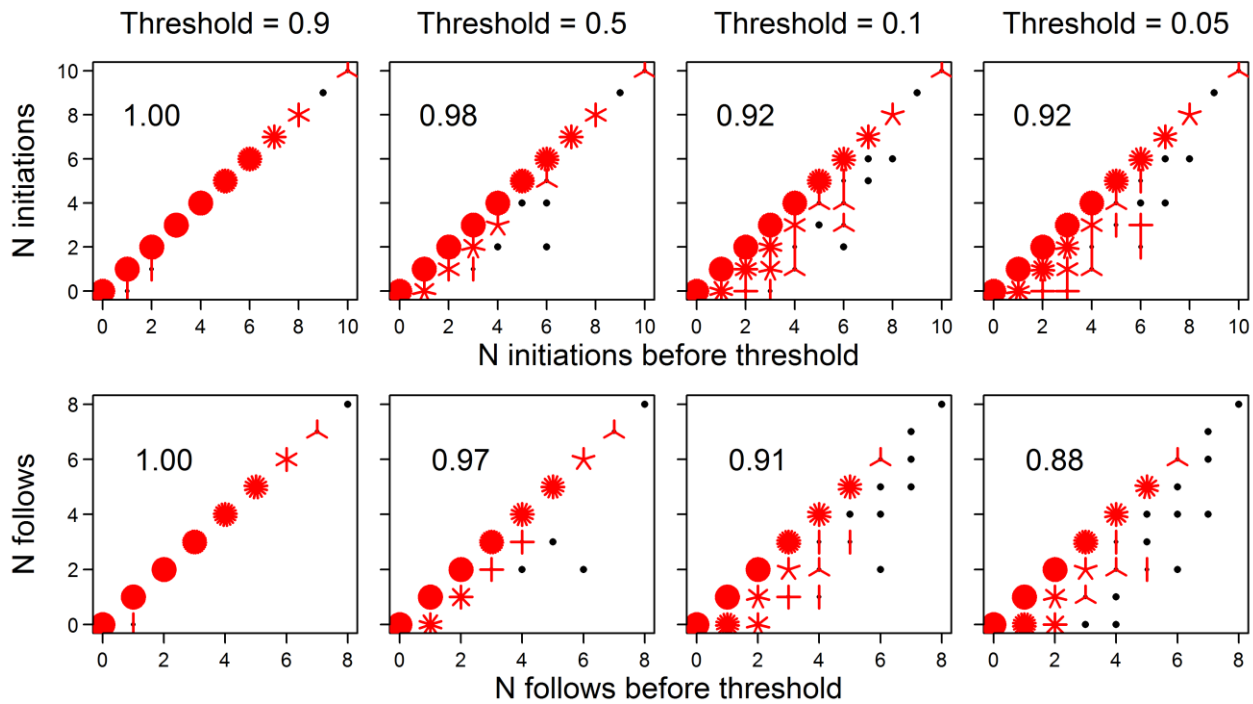 Threshold = 0.9 Threshold = 0.5 Threshold = 0.1 Threshold = 0.05
N initiations
10
8
6
4
2
0
1.00 0.98 0.92 0.92
0 2 4 6 8 10 0 2 4 6 8 10 0 2 4 6 8 10 0 2 4 6 8 10
N initiations before threshold
N follows
8
6
4
2
0
1.00 0.97 0.91 0.88
0 2 4 6 8 0 2 4 6 8 0 2 4 6 8 0 2 4 6 8
N follows before threshold